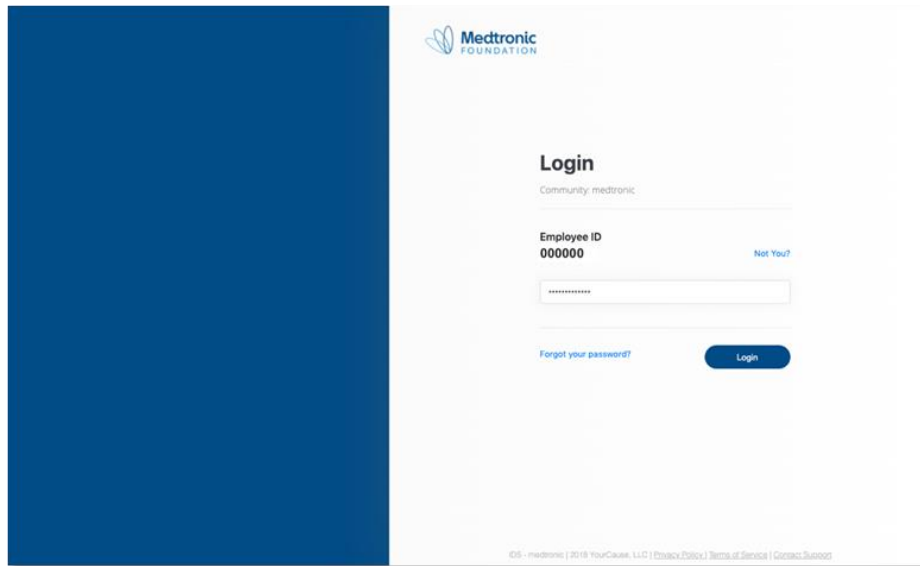 Medtronic
FOUNDATION
Login
Community: medtronic
Employee ID
000000
Not You?
•••••••••••••
Forgot your password?
Login
IDS - medtronic | 2018 YourCause, LLC | Privacy Policy | Terms of Service | Contact Support